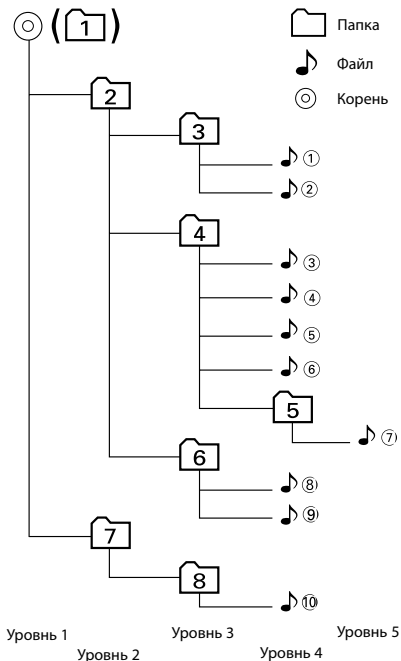 (1)
Папка
Файл
Корень
2
3
①
②
4
③
④
⑤
⑥
5
⑦
6
⑧
⑨
7
8
⑩
Уровнь 1
Уровнь 2
Уровнь 3
Уровнь 4
Уровнь 5